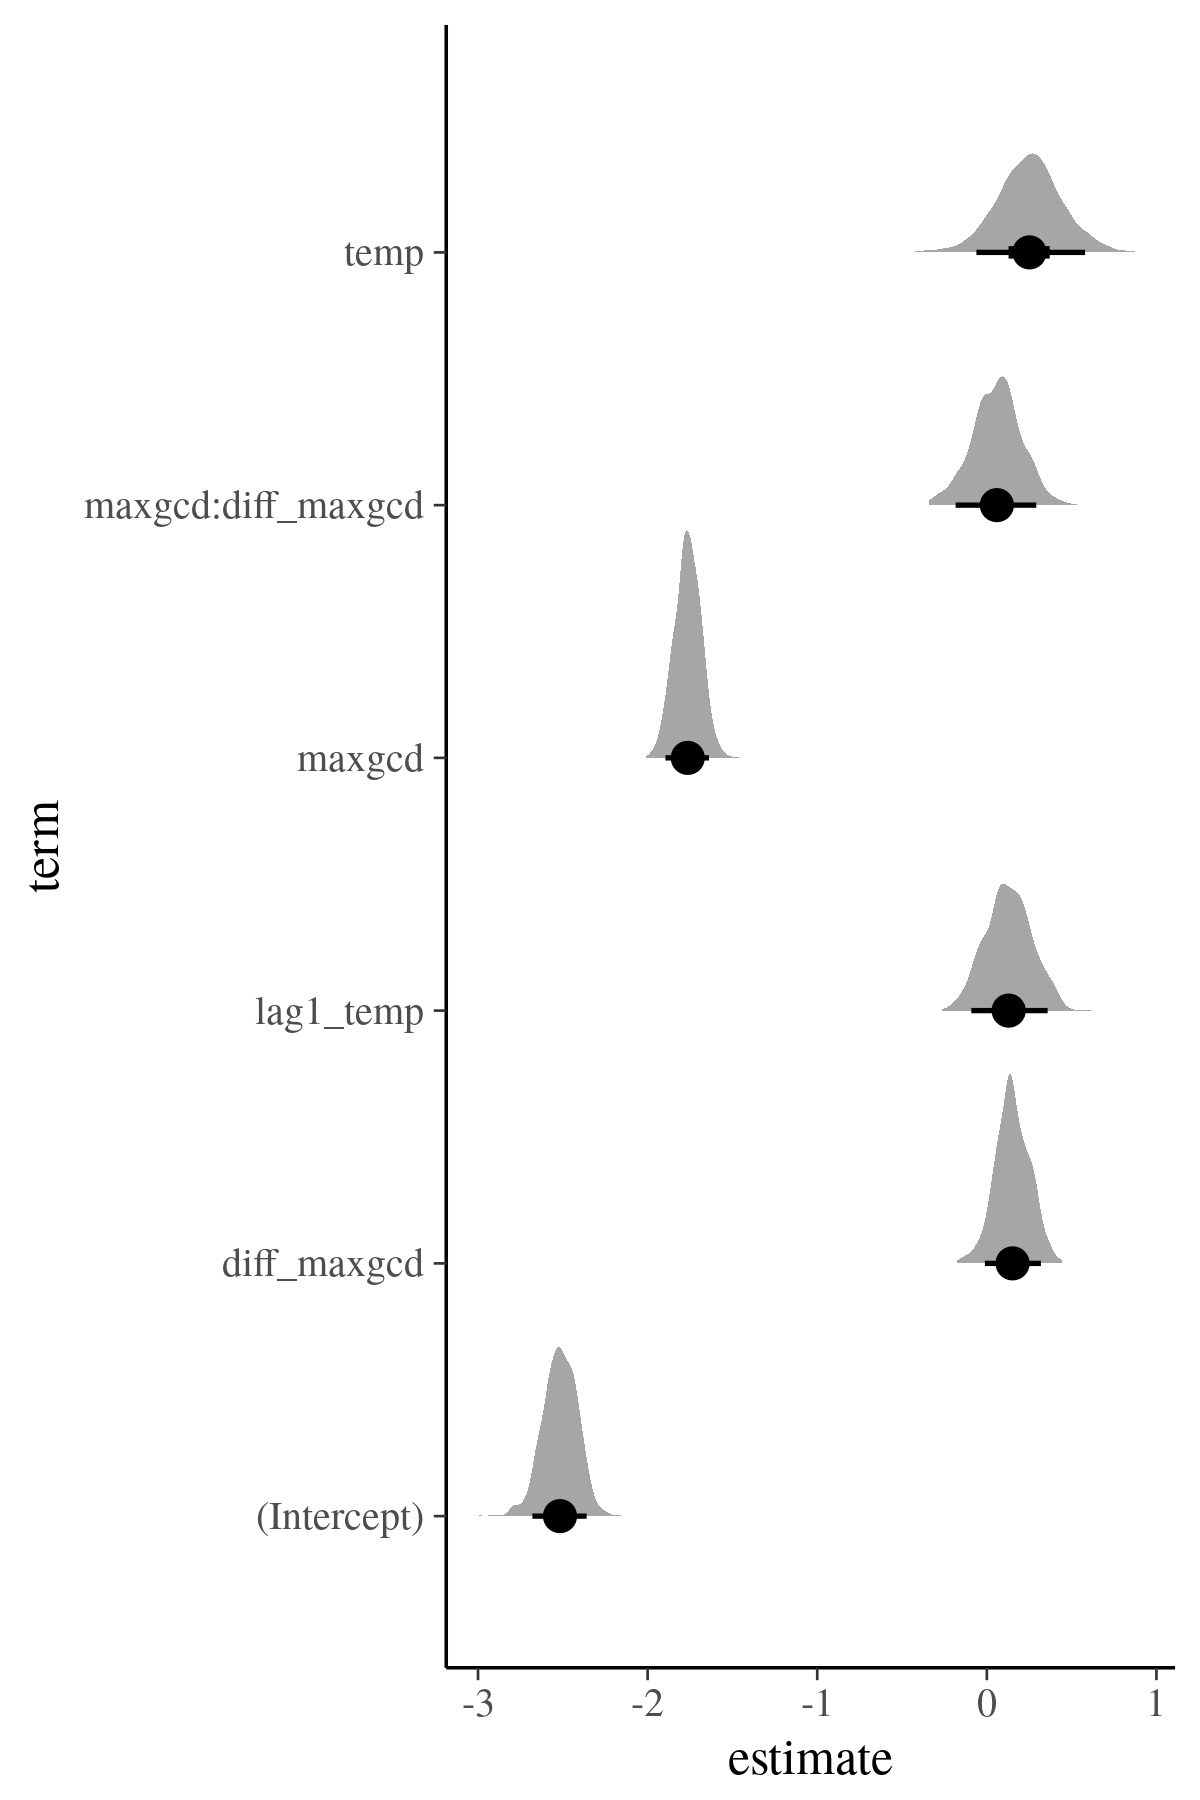 temp
maxgcd:diff_maxgcd
maxgcd
lag1_temp
diff_maxgcd
(Intercept)
term
-3 -2 -1 0 1
estimate